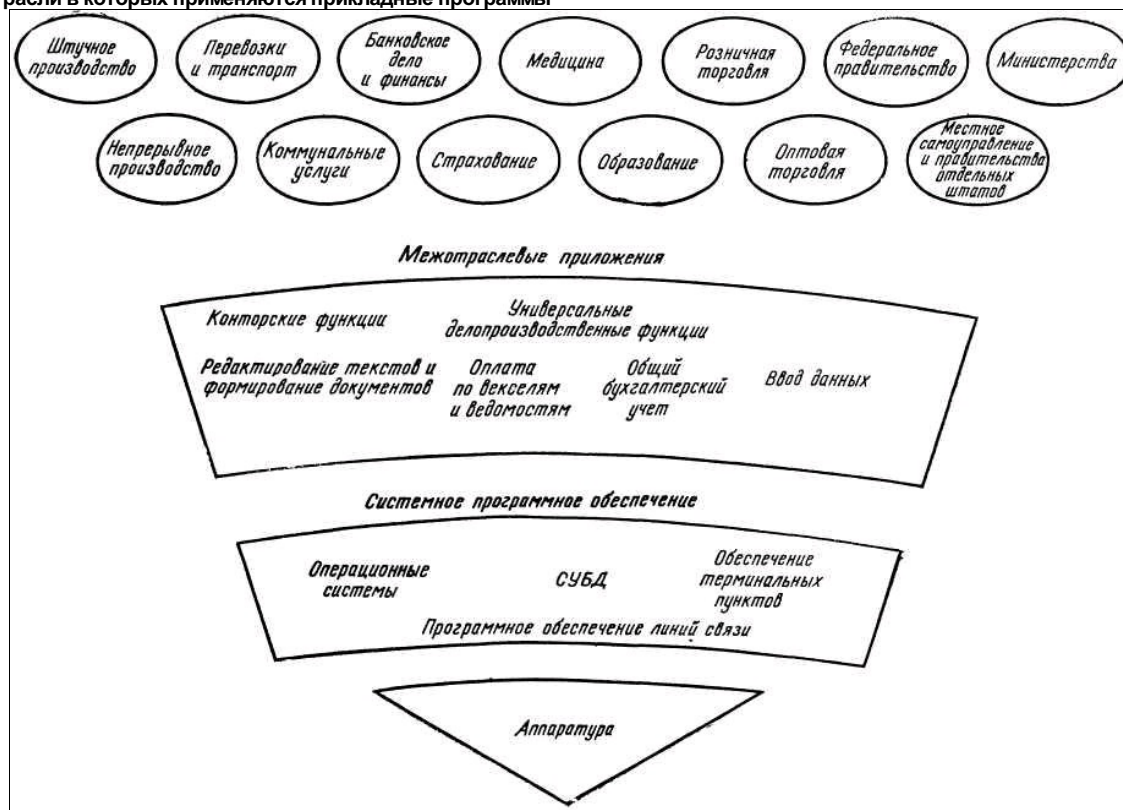 расли в которых применяются прикладные программы
Штучное
производство
Перевозки
и транспорт
Банковское
дело
и финансы
Медицина
Розничная
торговля
Федеральное
правительство
Министерства
Непрерывное
производство
Коммунальные
услуги
Страхование
Образование
Оптовая
торговля
Местное
самоуправление
и правительства
отдельных
штатов
Межотраслевые приложения
Конторские функции
Универсальные
делопроизводственные функции
Редактирование текстов и
формирование документов
Оплата
по векселям
и ведомостям
Общий
бухгалтерский
учет
Ввод данных
Системное программное обеспечение
Операционные
системы
СУБД
Обеспечение
терминальных
пунктов
Программное обеспечение линий связи
Аппаратура